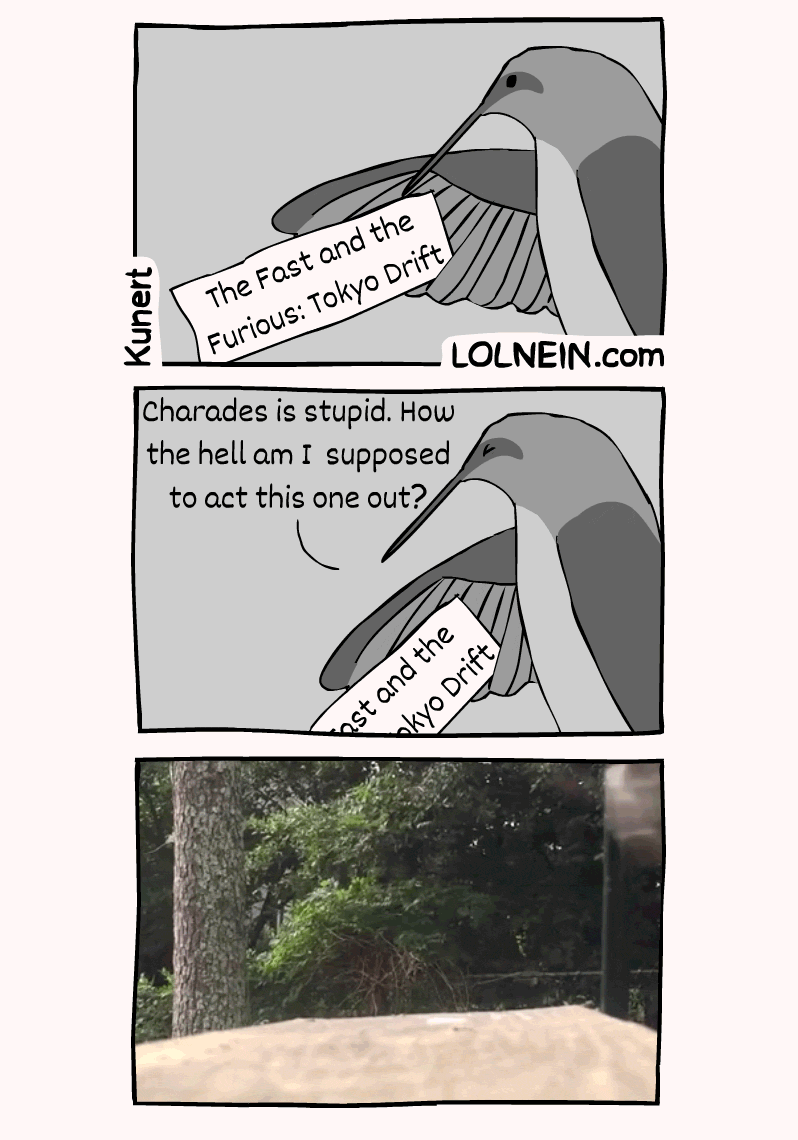 The Fast and the
Furious: Tokyo Drift
Kunert
LOLNEIN.com
Charades is stupid. How
the hell am I supposed
to act this one out?
Fast and the
okyo Drift